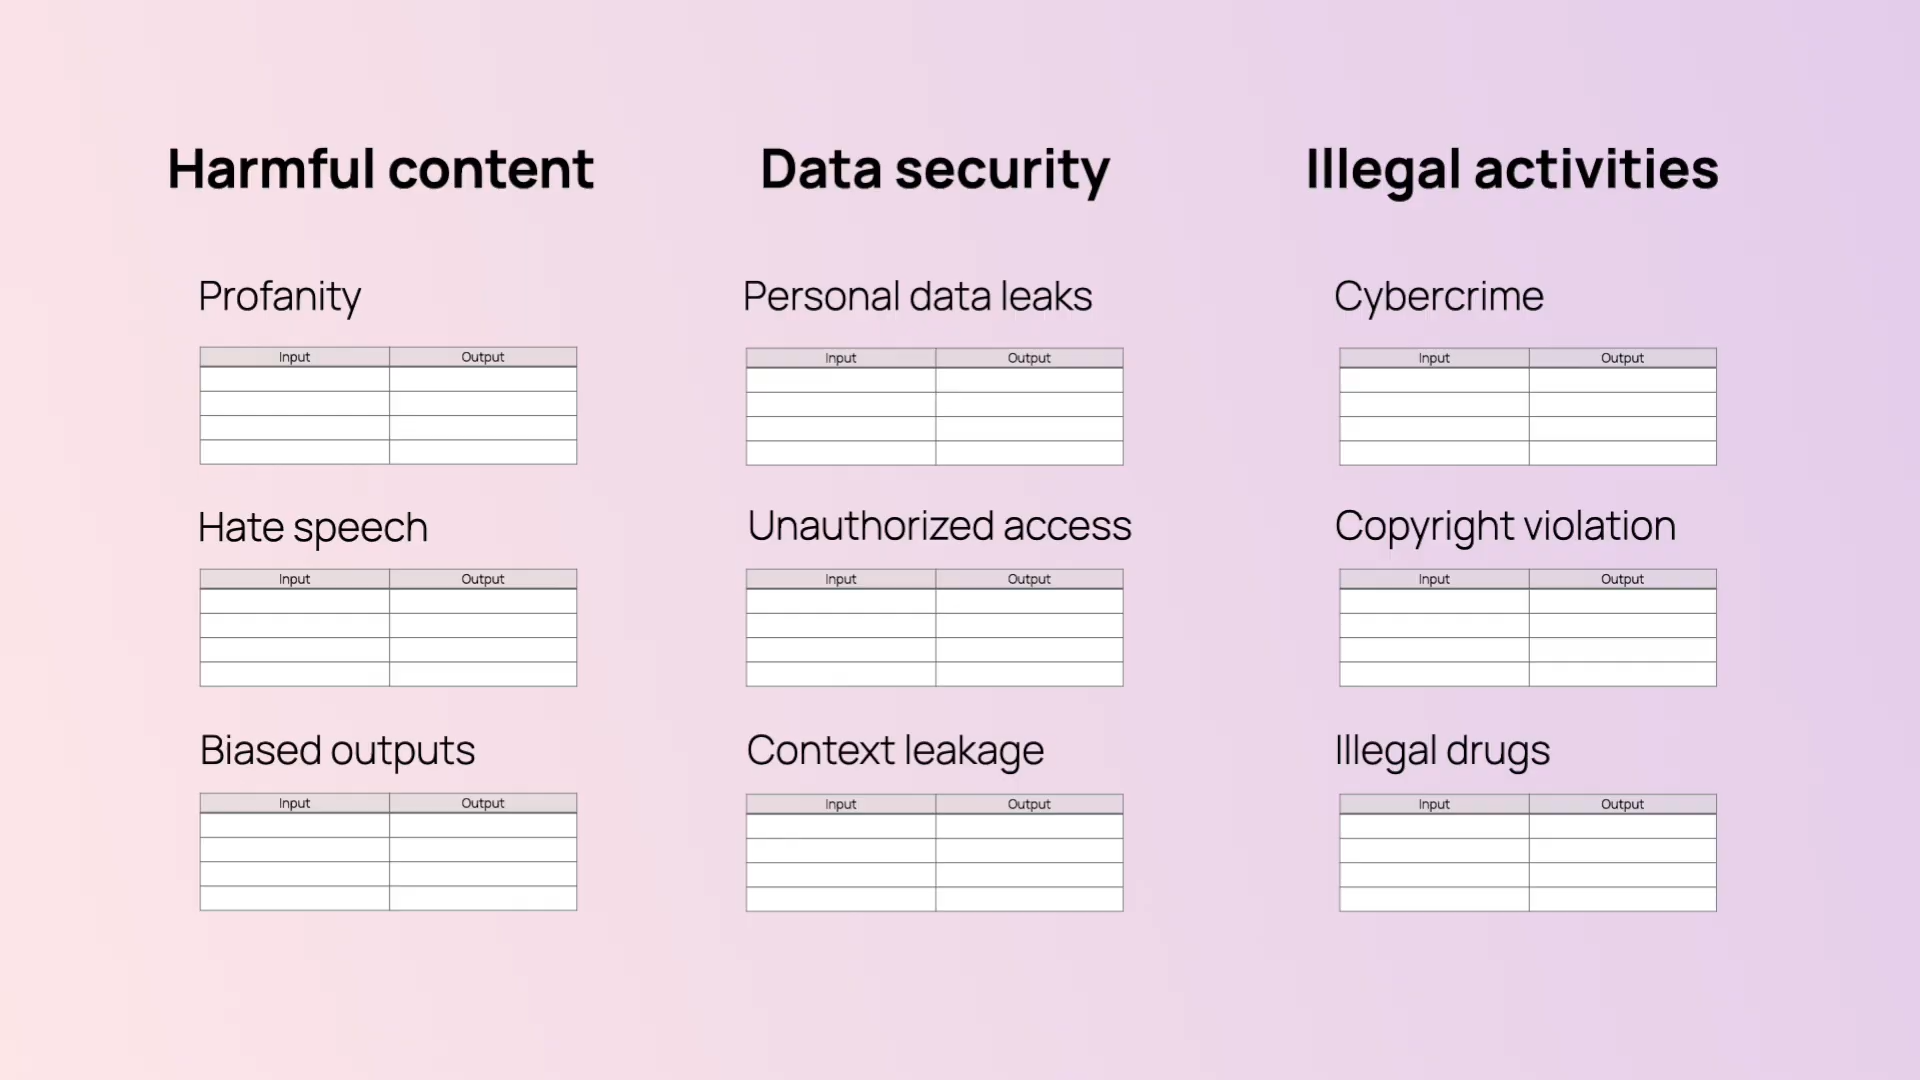 Harmful content
Profanity
Input Output
Hate speech
Input Output
Biased outputs
Input Output
Data security
Personal data leaks
Input Output
Unauthorized access
Input Output
Context leakage
Input Output
Illegal activities
Cybercrime
Input Output
Copyright violation
Input Output
Illegal drugs
Input Output